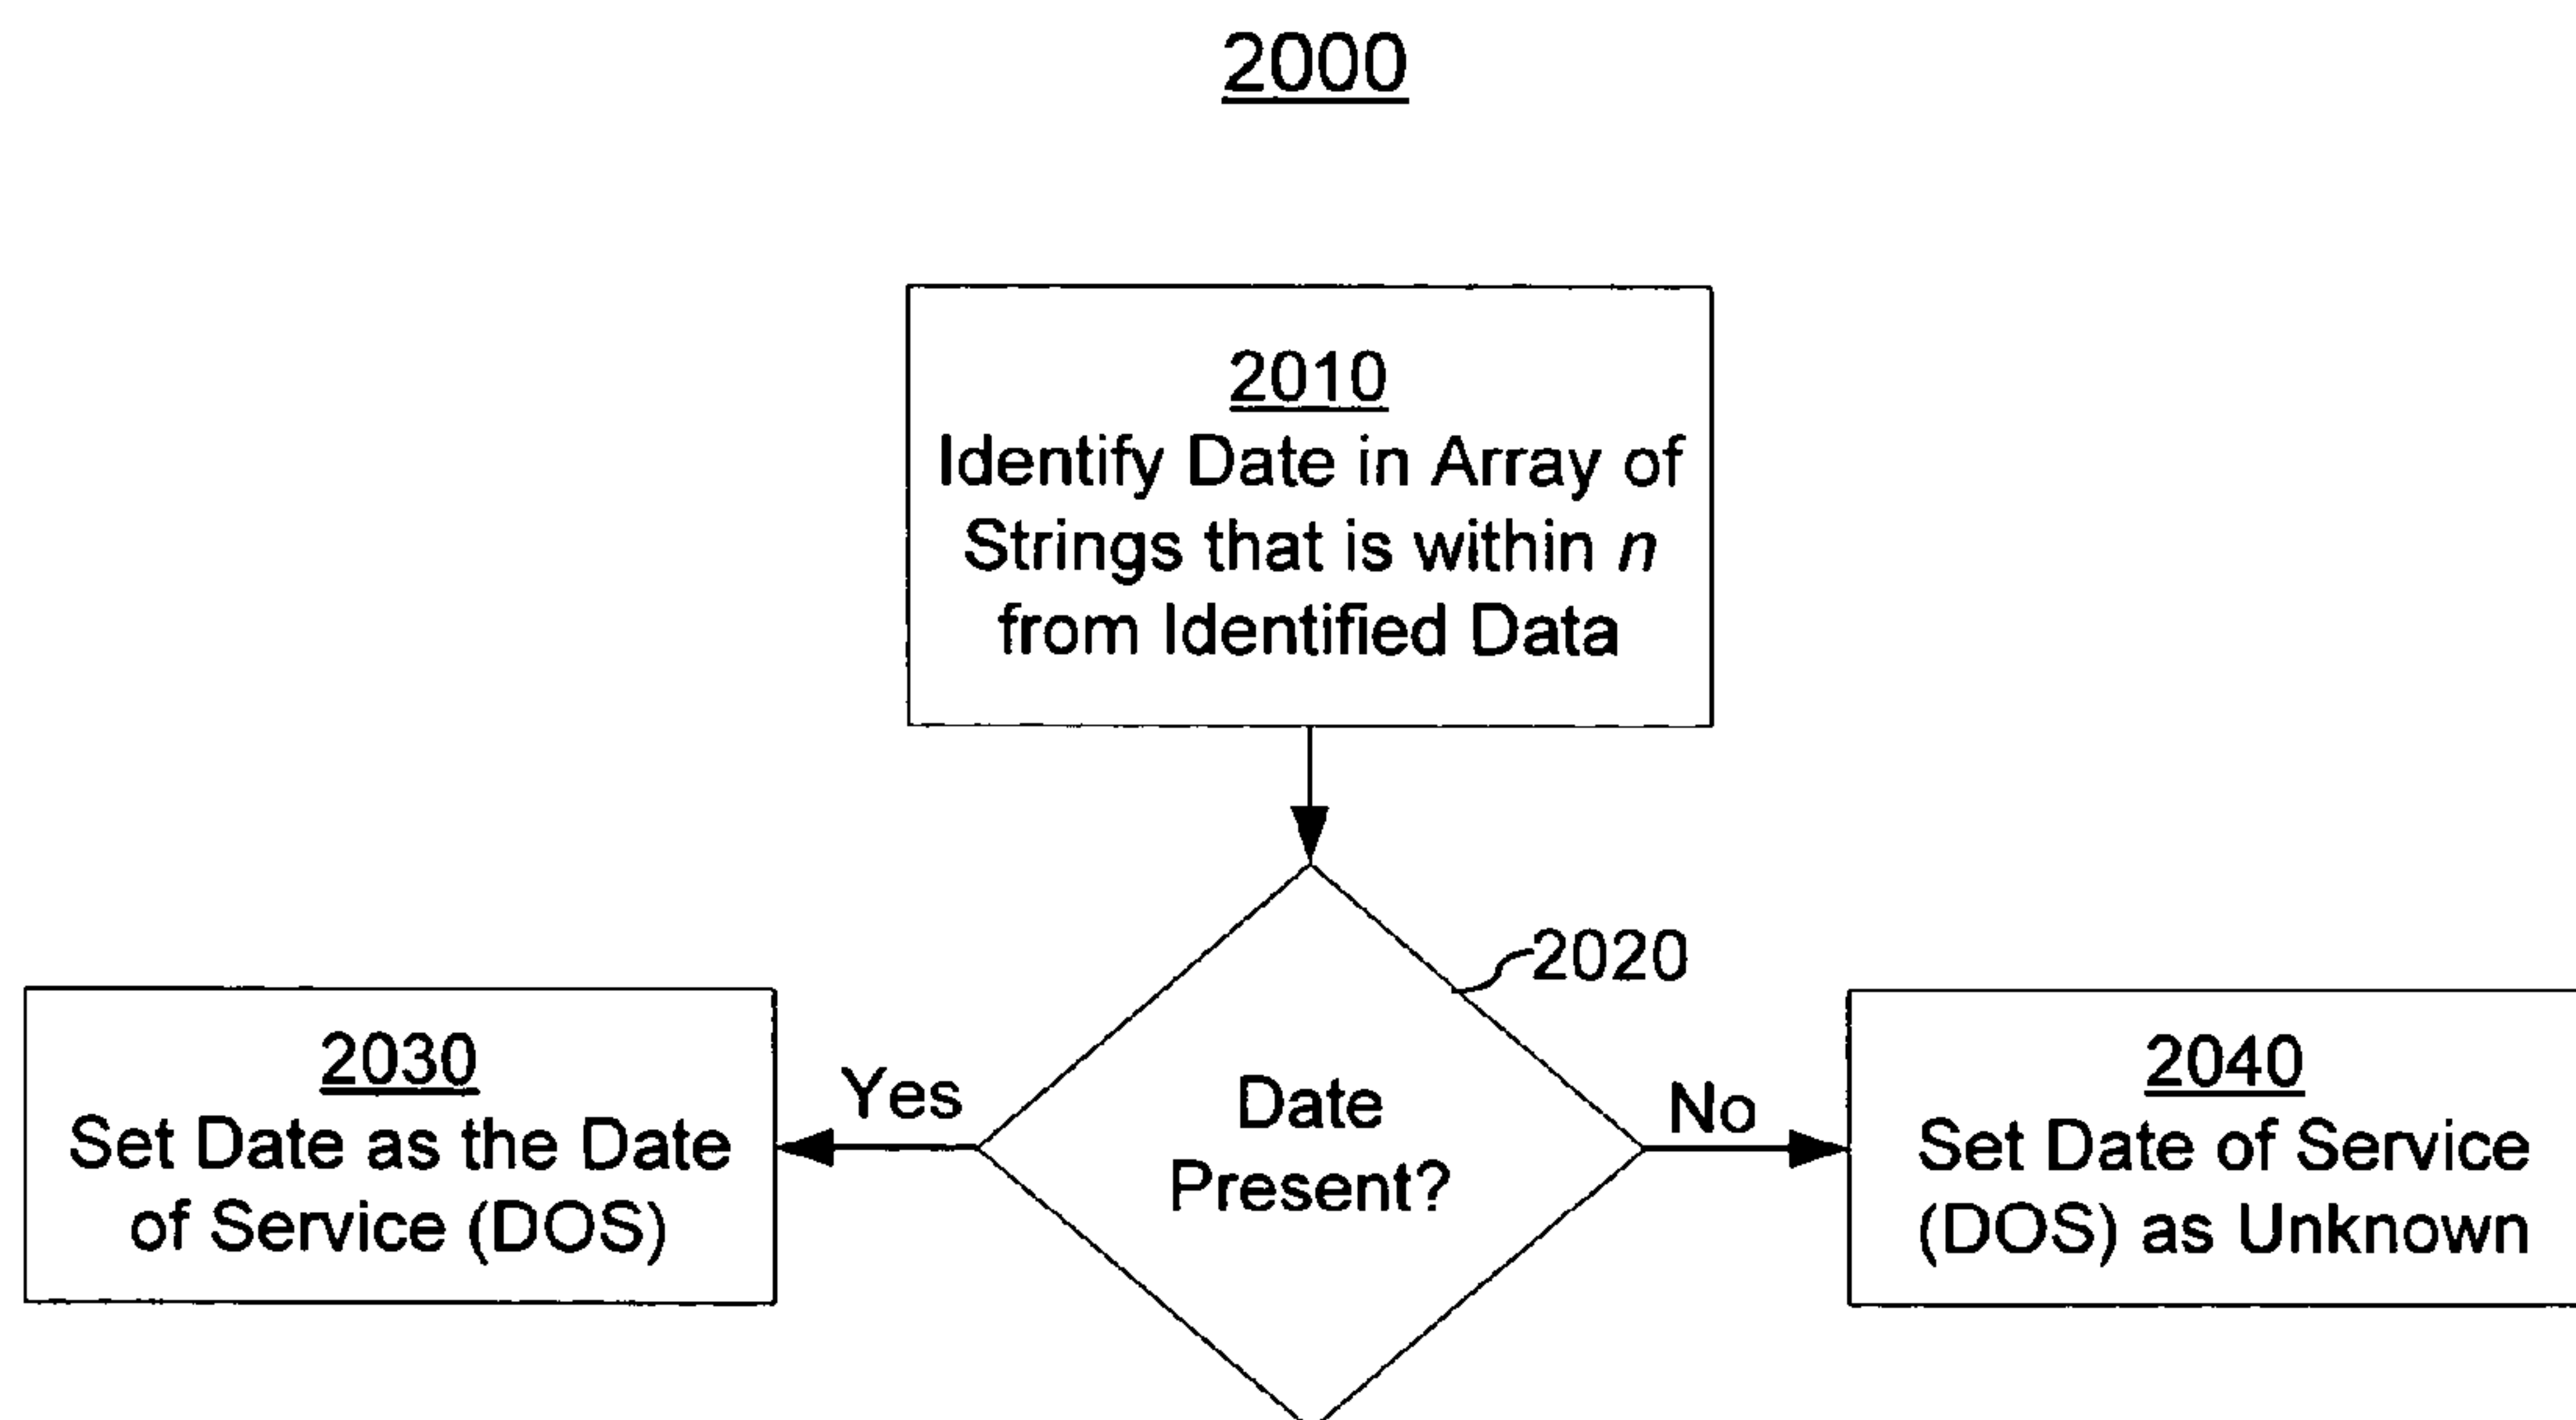 2000
2010
Identify Date in Array of
Strings that is within n
from Identified Data
2020
2030
Set Date as the Date
of Service (DOS)
Yes
Date
Present?
No
2040
Set Date of Service
(DOS) as Unknown